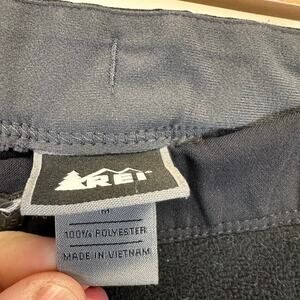 REI
M
100% POLYESTER
MADE IN VIETNAM